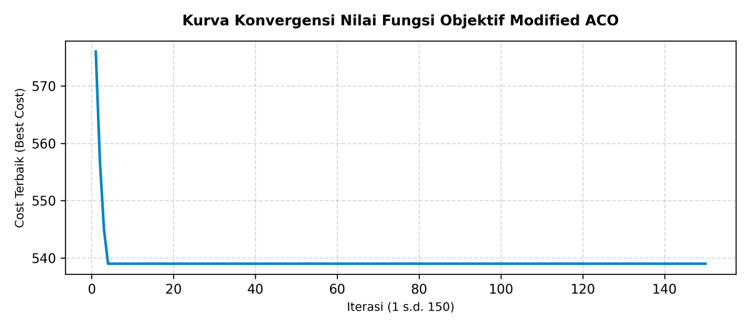 Kurva Konvergensi Nilai Fungsi Objektif Modified ACO
Cost Terbaik (Best Cost)
570
560
550
540
0 20 40 60 80 100 120 140
Iterasi (1 s.d. 150)